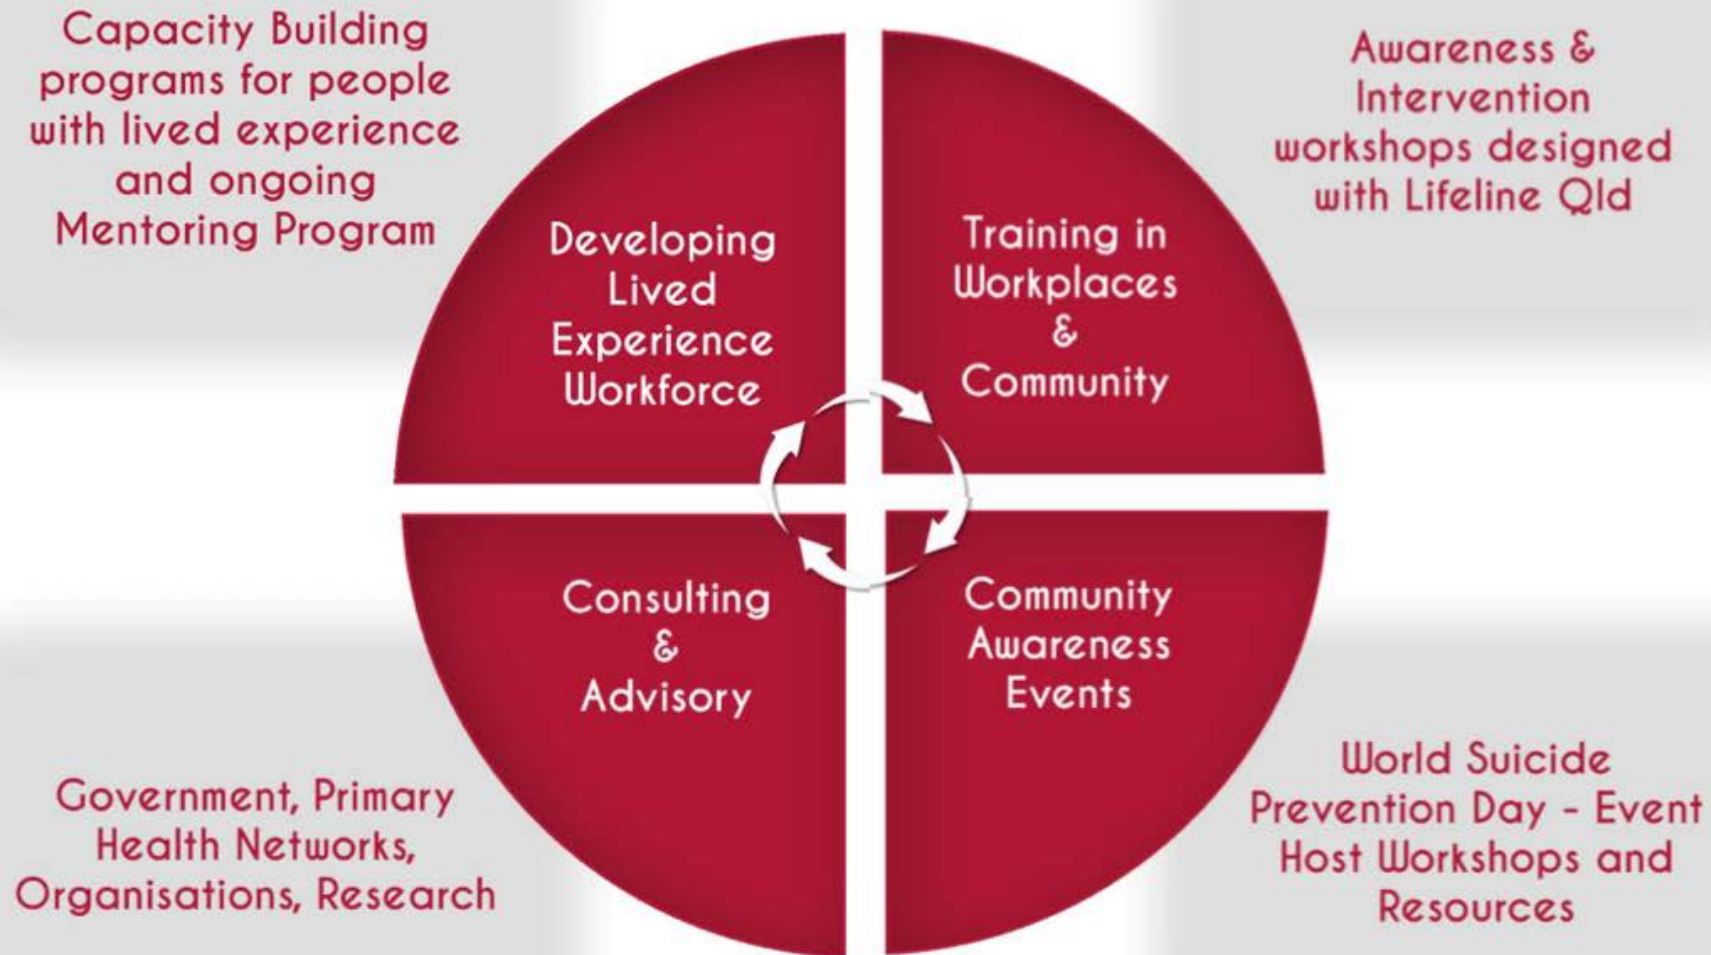 Capacity Building
programs for people
with lived experience
and ongoing
Mentoring Program
Developing
Lived
Experience
Workforce
Training in
Workplaces
&
Community
Awareness &
Intervention
workshops designed
with Lifeline Qld
Consulting
&
Advisory
Government, Primary
Health Networks,
Organisations, Research
Community
Awareness
Events
World Suicide
Prevention Day - Event
Host Workshops and
Resources